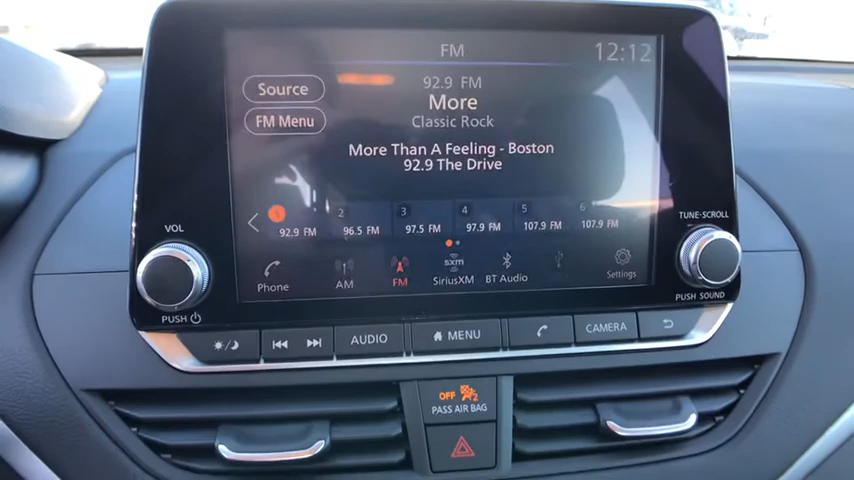 FM
12:12
Source
92.9 FM
More
FM Menu
Classic Rock
More Than A Feeling - Boston
92.9 The Drive
1 2 3 4 5 6
92.9 FM 96.5 FM 97.5 FM 97.9 FM 107.9 FM 107.9 FM
VOL
TUNE·SCROLL
Phone
AM
FM
sxm
SiriusXM
BT Audio
Settings
PUSH
PUSH SOUND
AUDIO
MENU
CAMERA
OFF 2
PASS AIR BAG